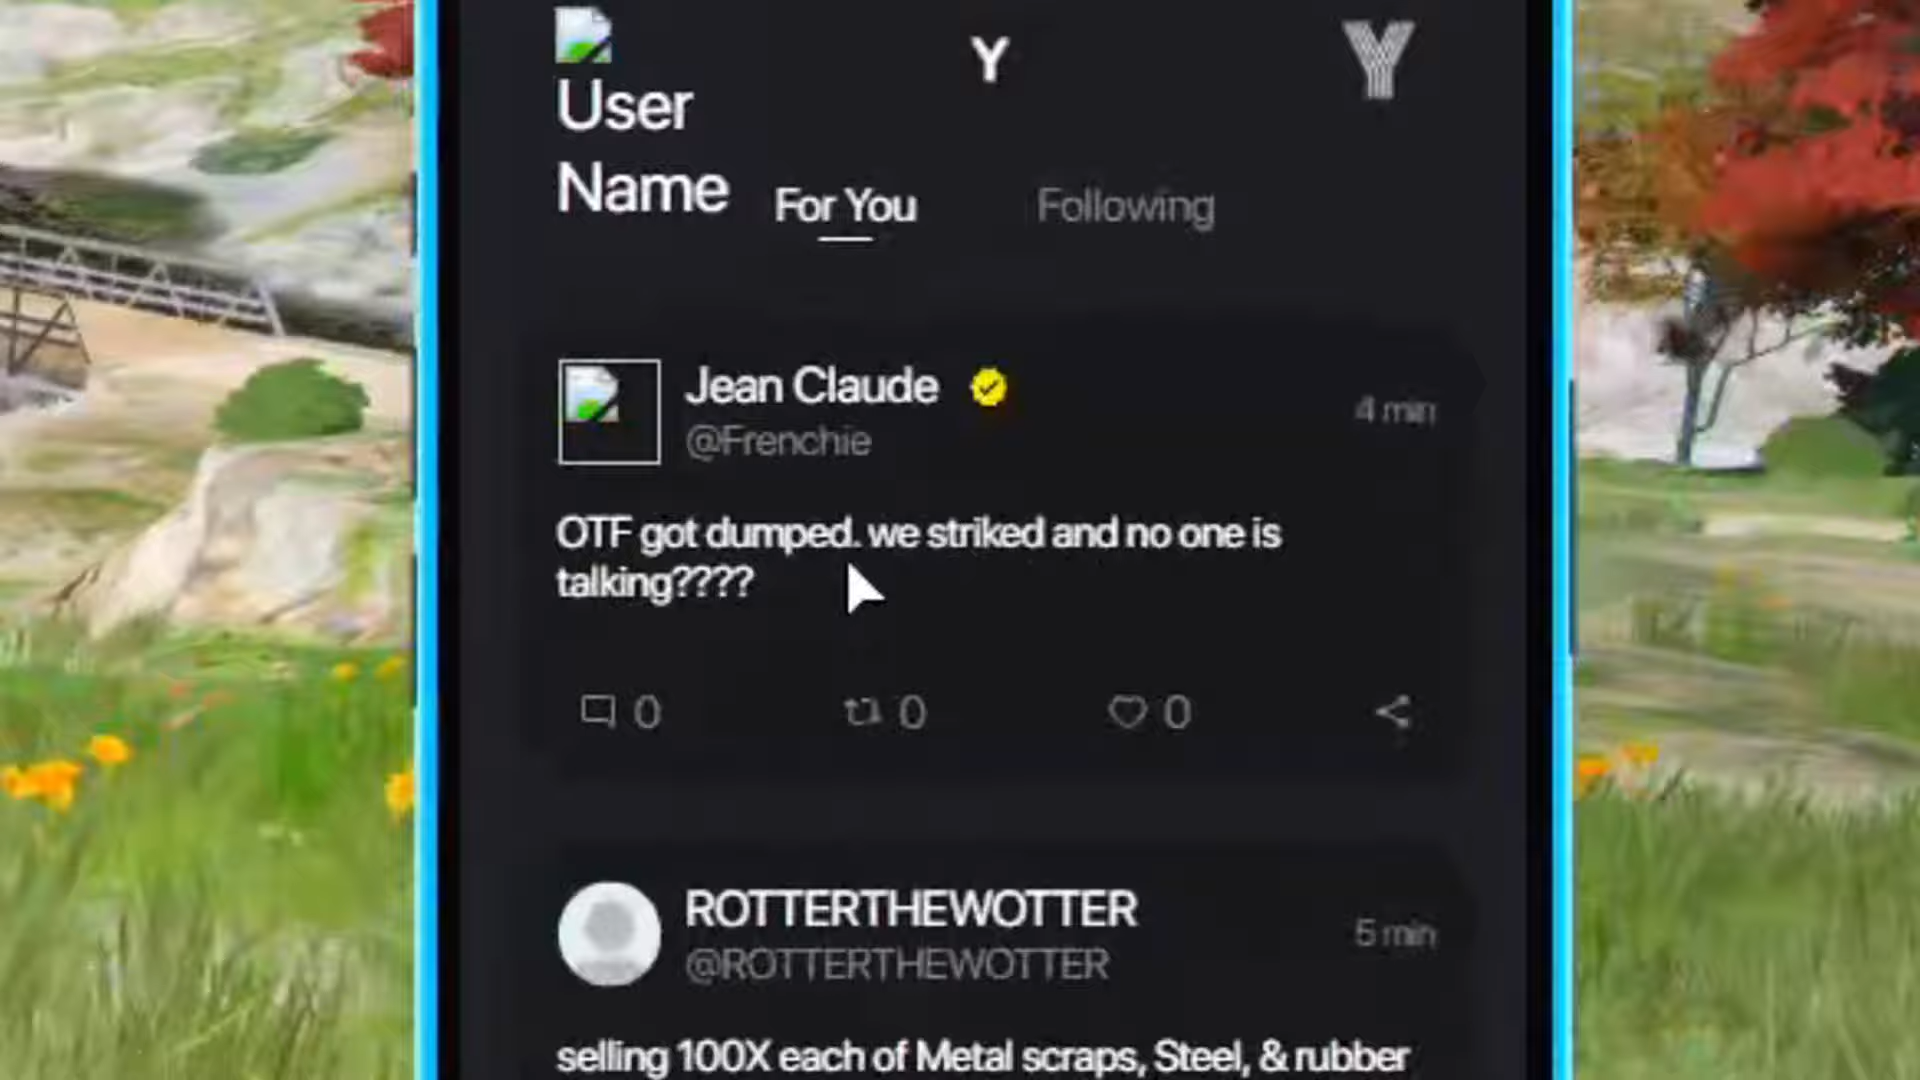 Y
Y
User
Name
For You
Following
Jean Claude
4 min
@Frenchie
OTF got dumped. we striked and no one is
talking????
0
0
0
ROTTERTHEWOTTER
5 min
@ROTTERTHEWOTTER
selling 100X each of Metal scraps, Steel, & rubber